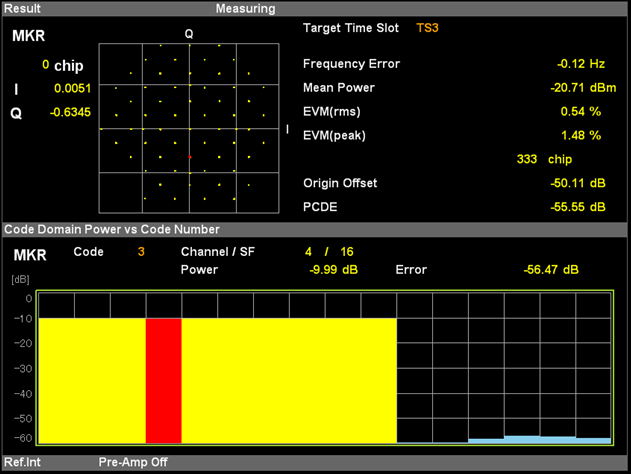 Result Measuring
MKR
0 chip
I 0.0051
Q -0.6345
Q
I
Target Time Slot TS3
Frequency Error -0.12 Hz
Mean Power -20.71 dBm
EVM(rms) 0.54 %
EVM(peak) 1.48 %
333 chip
Origin Offset -50.11 dB
PCDE -55.55 dB
Code Domain Power vs Code Number
MKR Code 3 Channel / SF 4 / 16
Power -9.99 dB Error -56.47 dB
[dB]
0
-10
-20
-30
-40
-50
-60
Ref.Int Pre-Amp Off